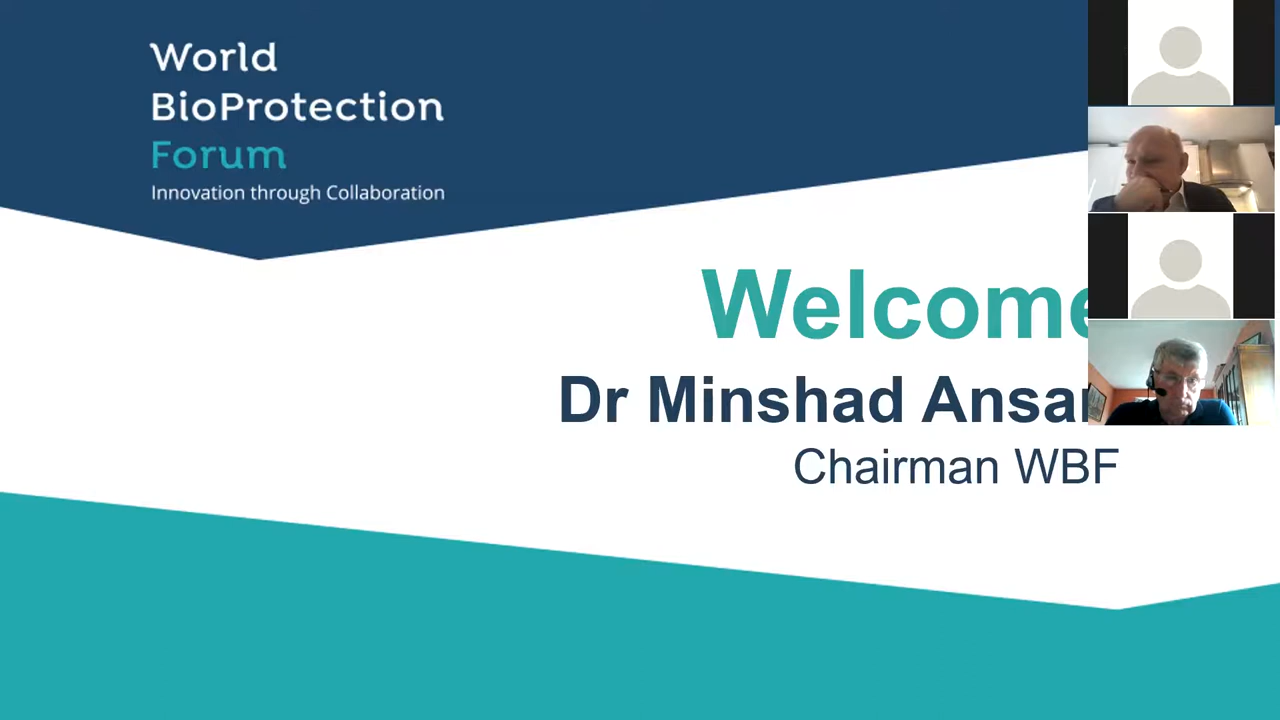 World
BioProtection
Forum
Innovation through Collaboration
Welcome
Dr Minshad Ansar
Chairman WBF